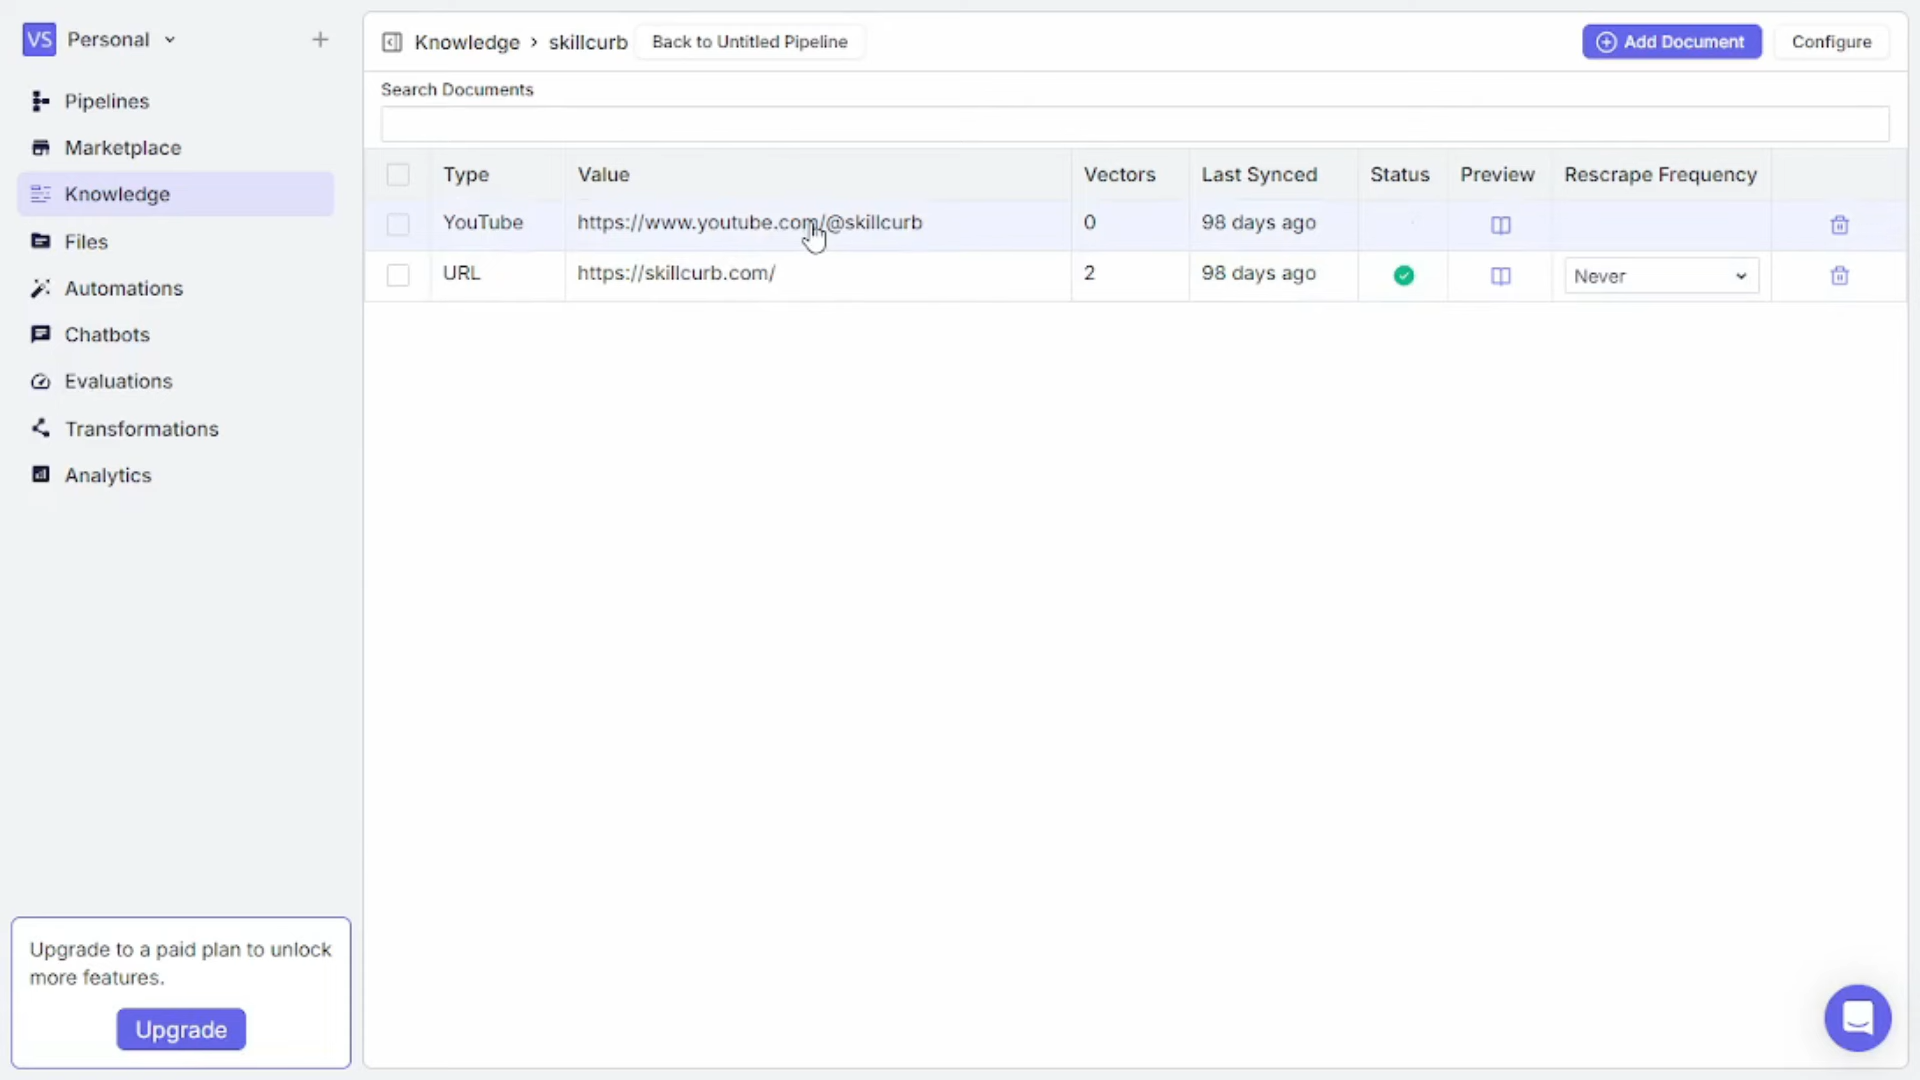 VS Personal
Knowledge > skillcurb Back to Untitled Pipeline Add Document Configure
Pipelines
Marketplace
Knowledge
Files
Automations
Chatbots
Evaluations
Transformations
Analytics
Upgrade to a paid plan to unlock
more features.
Upgrade
Search Documents
Type Value Vectors Last Synced Status Preview Rescrape Frequency
YouTube https://www.youtube.com/@skillcurb 0 98 days ago
URL https://skillcurb.com/ 2 98 days ago Never